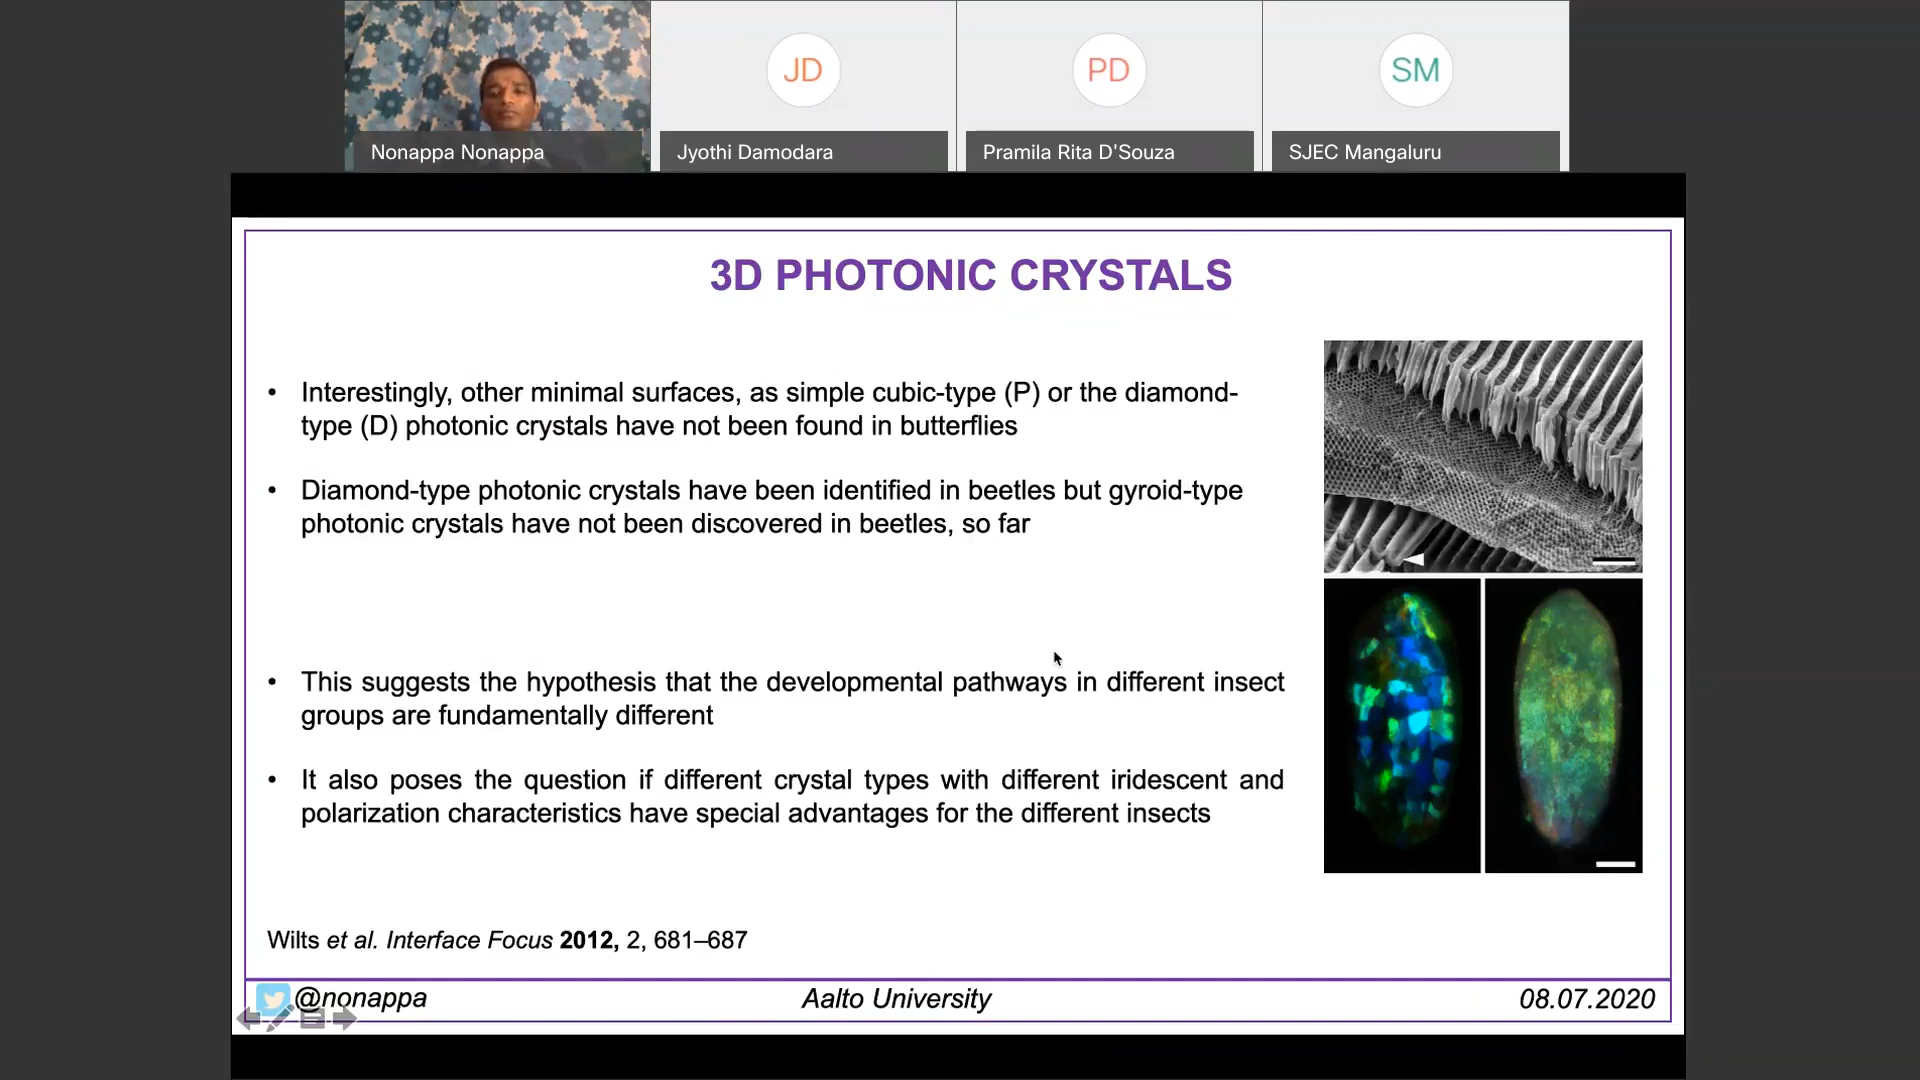 JD
PD
SM
Nonappa Nonappa
Jyothi Damodara
Pramila Rita D'Souza
SJEC Mangaluru
3D PHOTONIC CRYSTALS
• Interestingly, other minimal surfaces, as simple cubic-type (P) or the diamond-
type (D) photonic crystals have not been found in butterflies
• Diamond-type photonic crystals have been identified in beetles but gyroid-type
photonic crystals have not been discovered in beetles, so far
• This suggests the hypothesis that the developmental pathways in different insect
groups are fundamentally different
• It also poses the question if different crystal types with different iridescent and
polarization characteristics have special advantages for the different insects
Wilts et al. Interface Focus 2012, 2, 681–687
@nonappa
Aalto University
08.07.2020